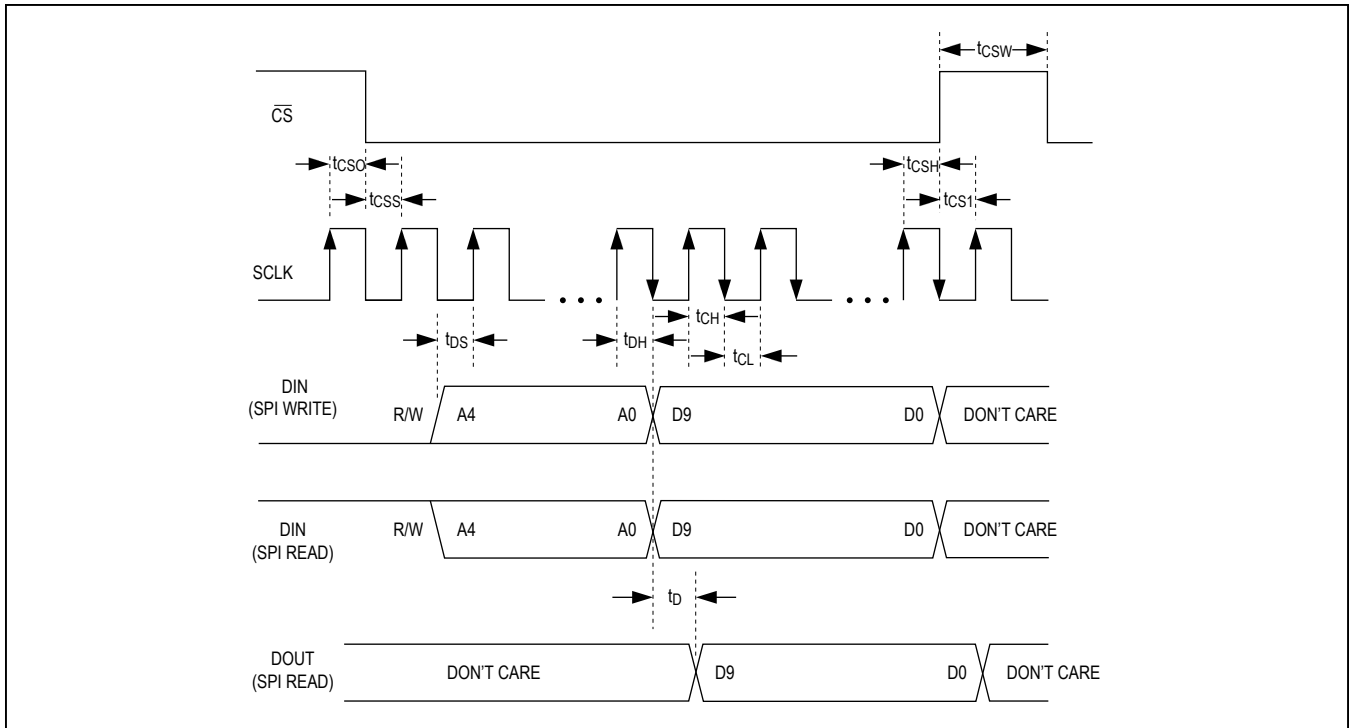 tCSW
CS
tCSO tCSH
tCSS tCS1
SCLK
tCH
tDS tDH tCL
DIN
(SPI WRITE) R/W A4 A0 D9 D0 DON'T CARE
DIN
(SPI READ) R/W A4 A0 D9 D0 DON'T CARE
tD
DOUT
(SPI READ) DON'T CARE D9 D0 DON'T CARE